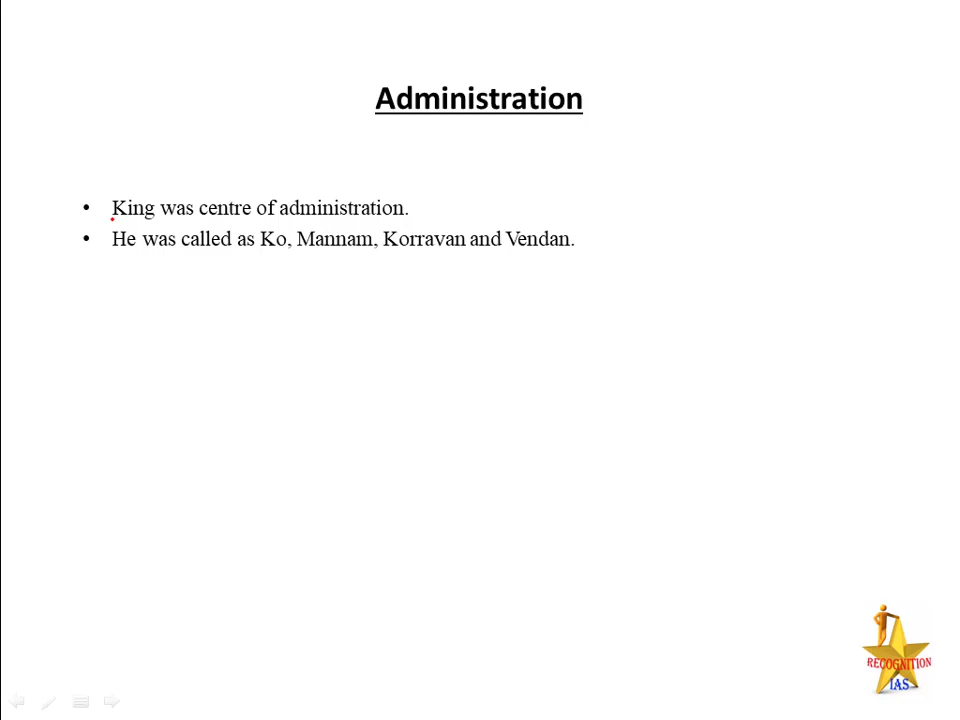 Administration
• King was centre of administration.
• He was called as Ko, Mannam, Korravan and Vendan.
RECOGNITION
IAS